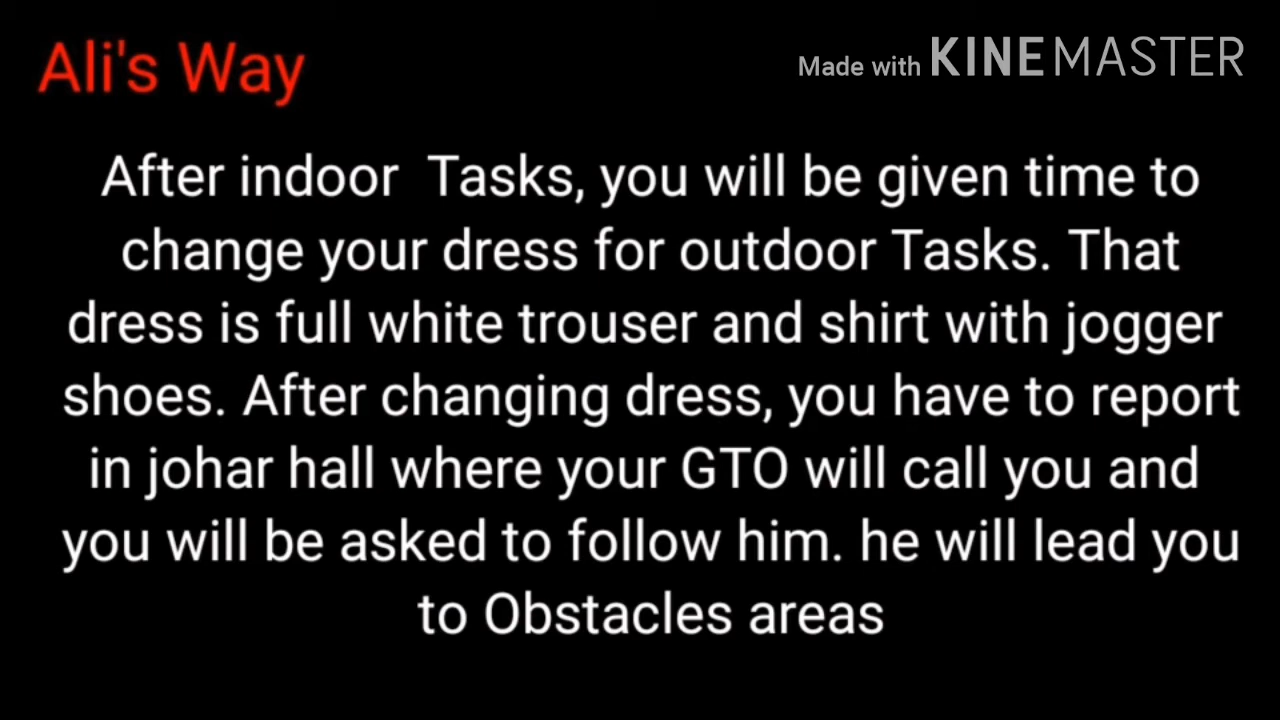 Ali's Way
Made with KINEMASTER
After indoor Tasks, you will be given time to
change your dress for outdoor Tasks. That
dress is full white trouser and shirt with jogger
shoes. After changing dress, you have to report
in johar hall where your GTO will call you and
you will be asked to follow him. he will lead you
to Obstacles areas